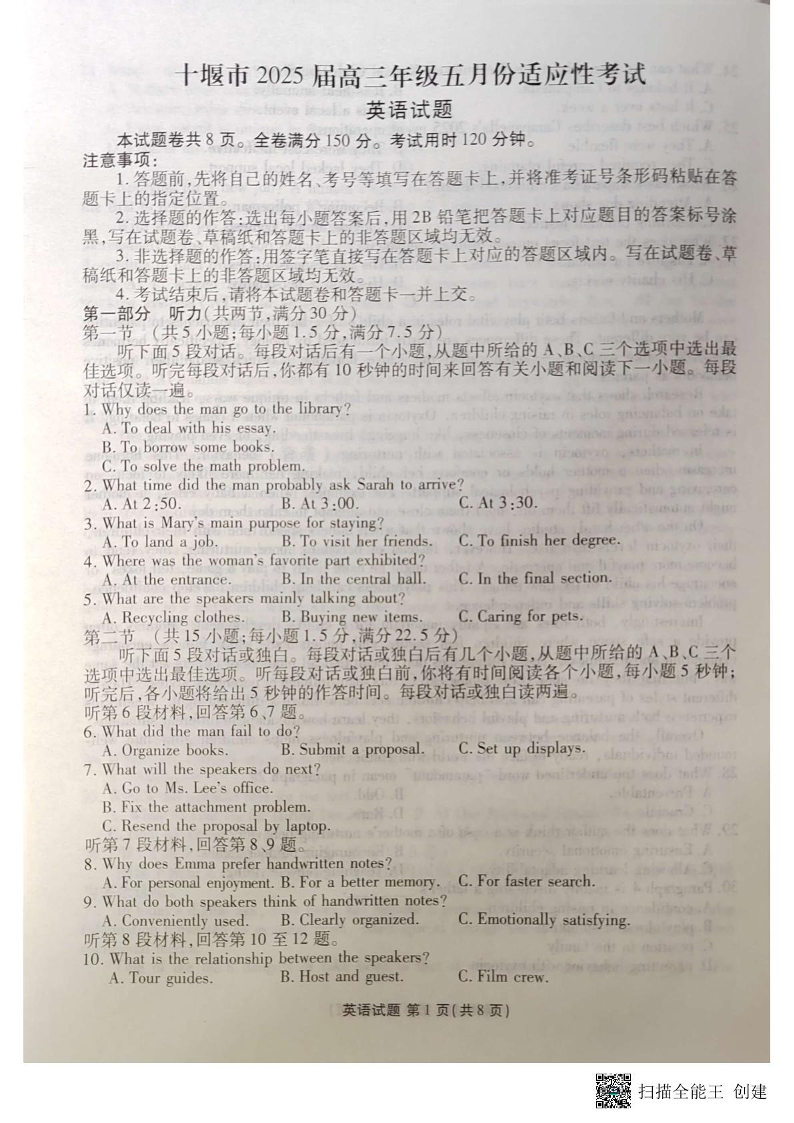 十堰市2025届高三年级五月份适应性考试
英语试题
本试题卷共8页。全卷满分150分。考试用时120分钟。
注意事项:
1.答题前,先将自己的姓名、考号等填写在答题卡上,并将准考证号条形码粘贴在答
题卡上的指定位置。
2.选择题的作答:选出每小题答案后,用2B铅笔把答题卡上对应题目的答案标号涂
黑,写在试题卷、草稿纸和答题卡上的非答题区域均无效。
3.非选择题的作答:用签字笔直接写在答题卡上对应的答题区域内。写在试题卷、草
稿纸和答题卡上的非答题区域均无效。
4.考试结束后,请将本试题卷和答题卡一并上交。
第一部分 听力(共两节,满分30分)
第一节 (共5小题;每小题1.5分,满分7.5分)
听下面5段对话。每段对话后有一个小题,从题中所给的A、B、C三个选项中选出最
佳选项。听完每段对话后,你都有10秒钟的时间来回答有关小题和阅读下一小题。每段
对话仅读一遍。
1. Why does the man go to the library?
A. To deal with his essay.
B. To borrow some books.
C. To solve the math problem.
2. What time did the man probably ask Sarah to arrive?
A. At 2:50. B. At 3:00. C. At 3:30.
3. What is Mary's main purpose for staying?
A. To land a job. B. To visit her friends. C. To finish her degree.
4. Where was the woman's favorite part exhibited?
A. At the entrance. B. In the central hall. C. In the final section.
5. What are the speakers mainly talking about?
A. Recycling clothes. B. Buying new items. C. Caring for pets.
第二节 (共15小题;每小题1.5分,满分22.5分)
听下面5段对话或独白。每段对话或独白后有几个小题,从题中所给的A、B、C三个
选项中选出最佳选项。听每段对话或独白前,你将有时间阅读各个小题,每小题5秒钟;
听完后,各小题将给出5秒钟的作答时间。每段对话或独白读两遍。
听第6段材料,回答第6、7题。
6. What did the man fail to do?
A. Organize books. B. Submit a proposal. C. Set up displays.
7. What will the speakers do next?
A. Go to Ms. Lee's office.
B. Fix the attachment problem.
C. Resend the proposal by laptop.
听第7段材料,回答第8、9题。
8. Why does Emma prefer handwritten notes?
A. For personal enjoyment. B. For a better memory. C. For faster search.
9. What do both speakers think of handwritten notes?
A. Conveniently used. B. Clearly organized. C. Emotionally satisfying.
听第8段材料,回答第10至12题。
10. What is the relationship between the speakers?
A. Tour guides. B. Host and guest. C. Film crew.
英语试题 第1页(共8页)
扫描全能王 创建